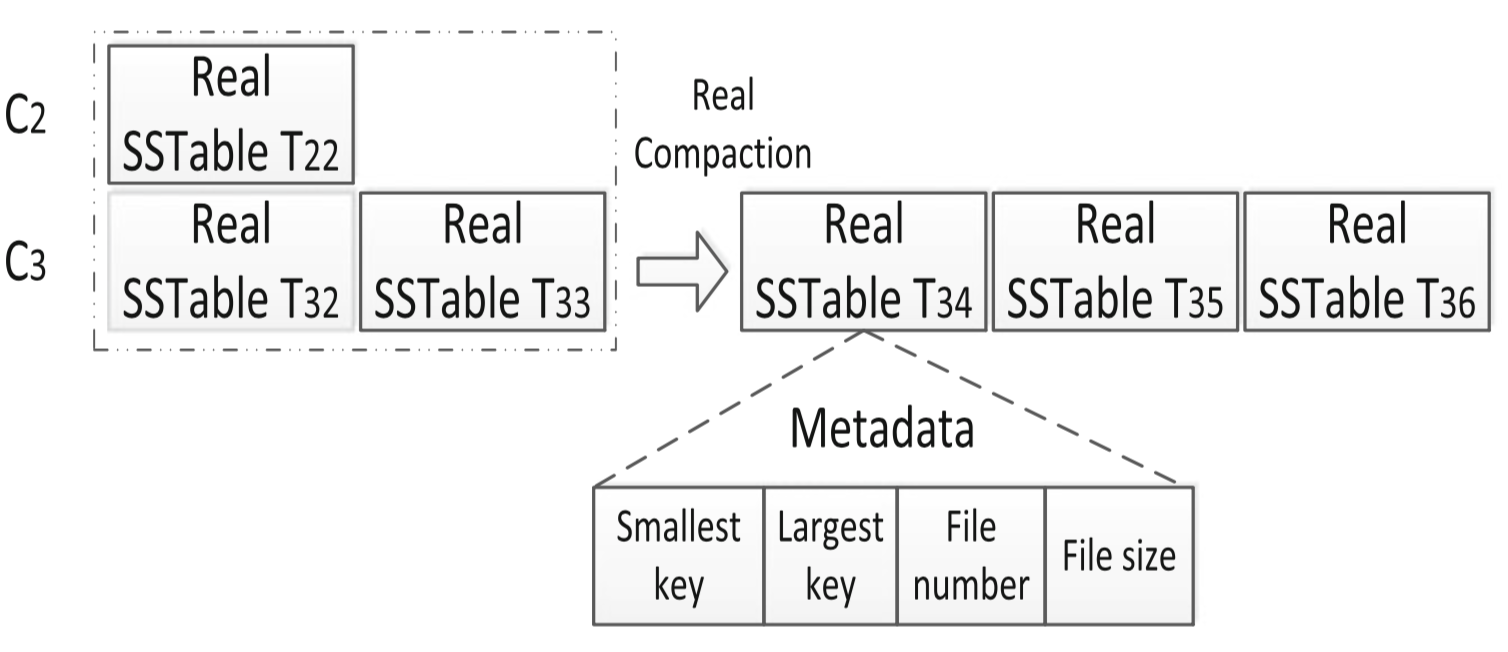 C2
Real
SSTable T22
Real
Compaction
C3
Real
SSTable T32
Real
SSTable T33
Real
SSTable T34
Real
SSTable T35
Real
SSTable T36
Metadata
Smallest
key
Largest
key
File
number
File size